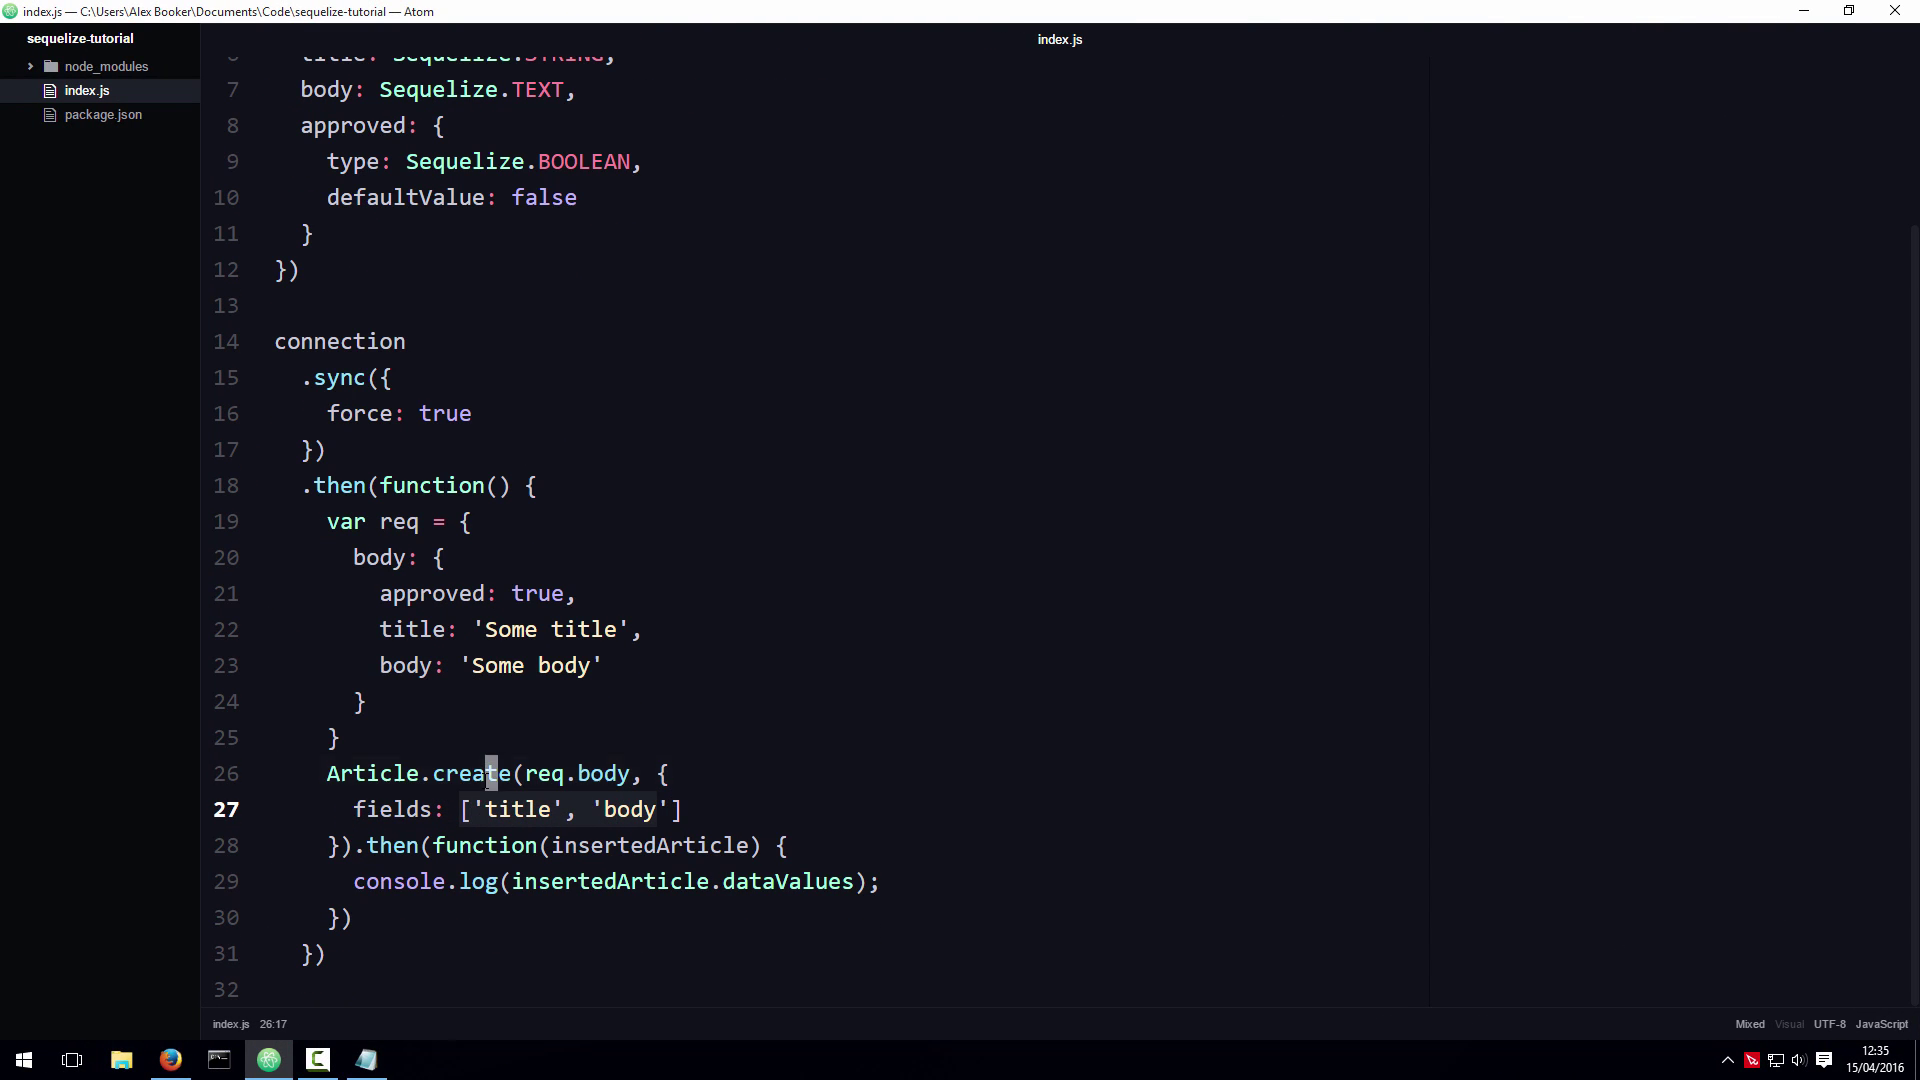 index.js — C:\Users\Alex Booker\Documents\Code\sequelize-tutorial — Atom
sequelize-tutorial
node_modules
index.js
package.json
index.js
6 title: Sequelize.STRING,
7 body: Sequelize.TEXT,
8 approved: {
9 type: Sequelize.BOOLEAN,
10 defaultValue: false
11 }
12 })
13
14 connection
15 .sync({
16 force: true
17 })
18 .then(function() {
19 var req = {
20 body: {
21 approved: true,
22 title: 'Some title',
23 body: 'Some body'
24 }
25 }
26 Article.create(req.body, {
27 fields: ['title', 'body']
28 }).then(function(insertedArticle) {
29 console.log(insertedArticle.dataValues);
30 })
31 })
32
index.js 26:17
Mixed Visual UTF-8 JavaScript
12:35
15/04/2016